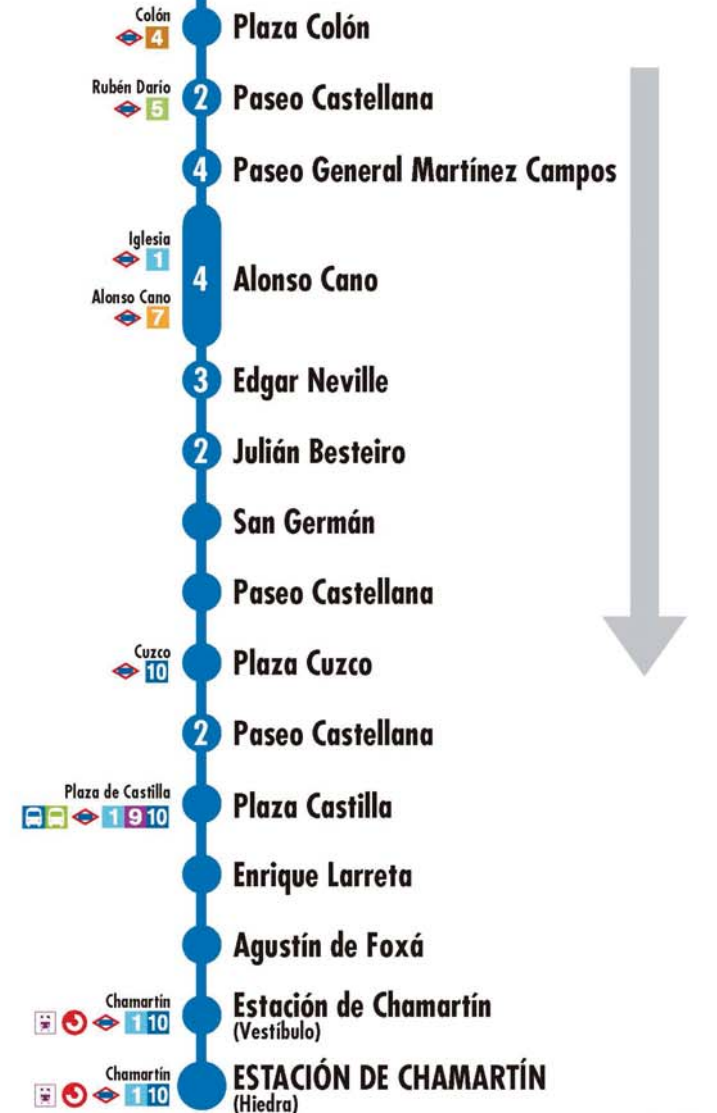 Colón
4
Plaza Colón
Rubén Darío
5
2
Paseo Castellana
4
Paseo General Martínez Campos
Iglesia
1
Alonso Cano
7
4
Alonso Cano
3
Edgar Neville
2
Julián Besteiro
San Germán
Paseo Castellana
Cuzco
10
Plaza Cuzco
2
Paseo Castellana
Plaza de Castilla
1 9 10
Plaza Castilla
Enrique Larreta
Agustín de Foxá
Chamartín
1 10
Estación de Chamartín
(Vestíbulo)
Chamartín
1 10
ESTACIÓN DE CHAMARTÍN
(Hiedra)